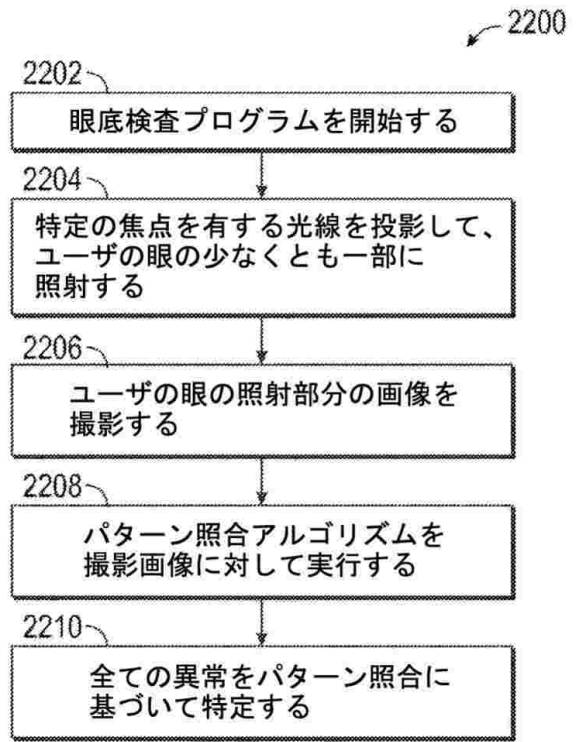 2200
2202
眼底検査プログラムを開始する
2204
特定の焦点を有する光線を投影して、
ユーザの眼の少なくとも一部に
照射する
2206
ユーザの眼の照射部分の画像を
撮影する
2208
パターン照合アルゴリズムを
撮影画像に対して実行する
2210
全ての異常をパターン照合に
基づいて特定する